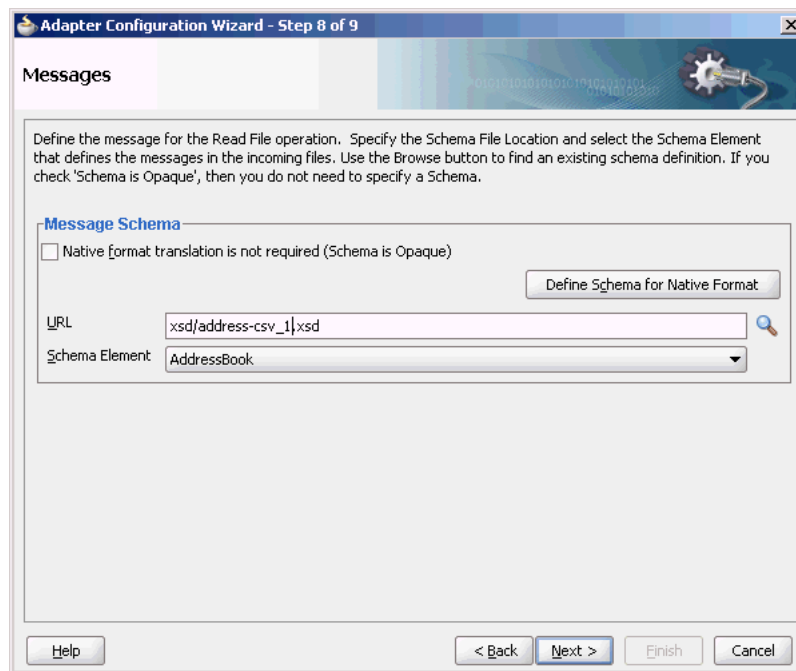 Adapter Configuration Wizard - Step 8 of 9
Messages
Define the message for the Read File operation. Specify the Schema File Location and select the Schema Element
that defines the messages in the incoming files. Use the Browse button to find an existing schema definition. If you
check 'Schema is Opaque', then you do not need to specify a Schema.
Message Schema
Native format translation is not required (Schema is Opaque)
Define Schema for Native Format
URL
xsd/address-csv_1.xsd
Schema Element
AddressBook
Help
< Back
Next >
Finish
Cancel